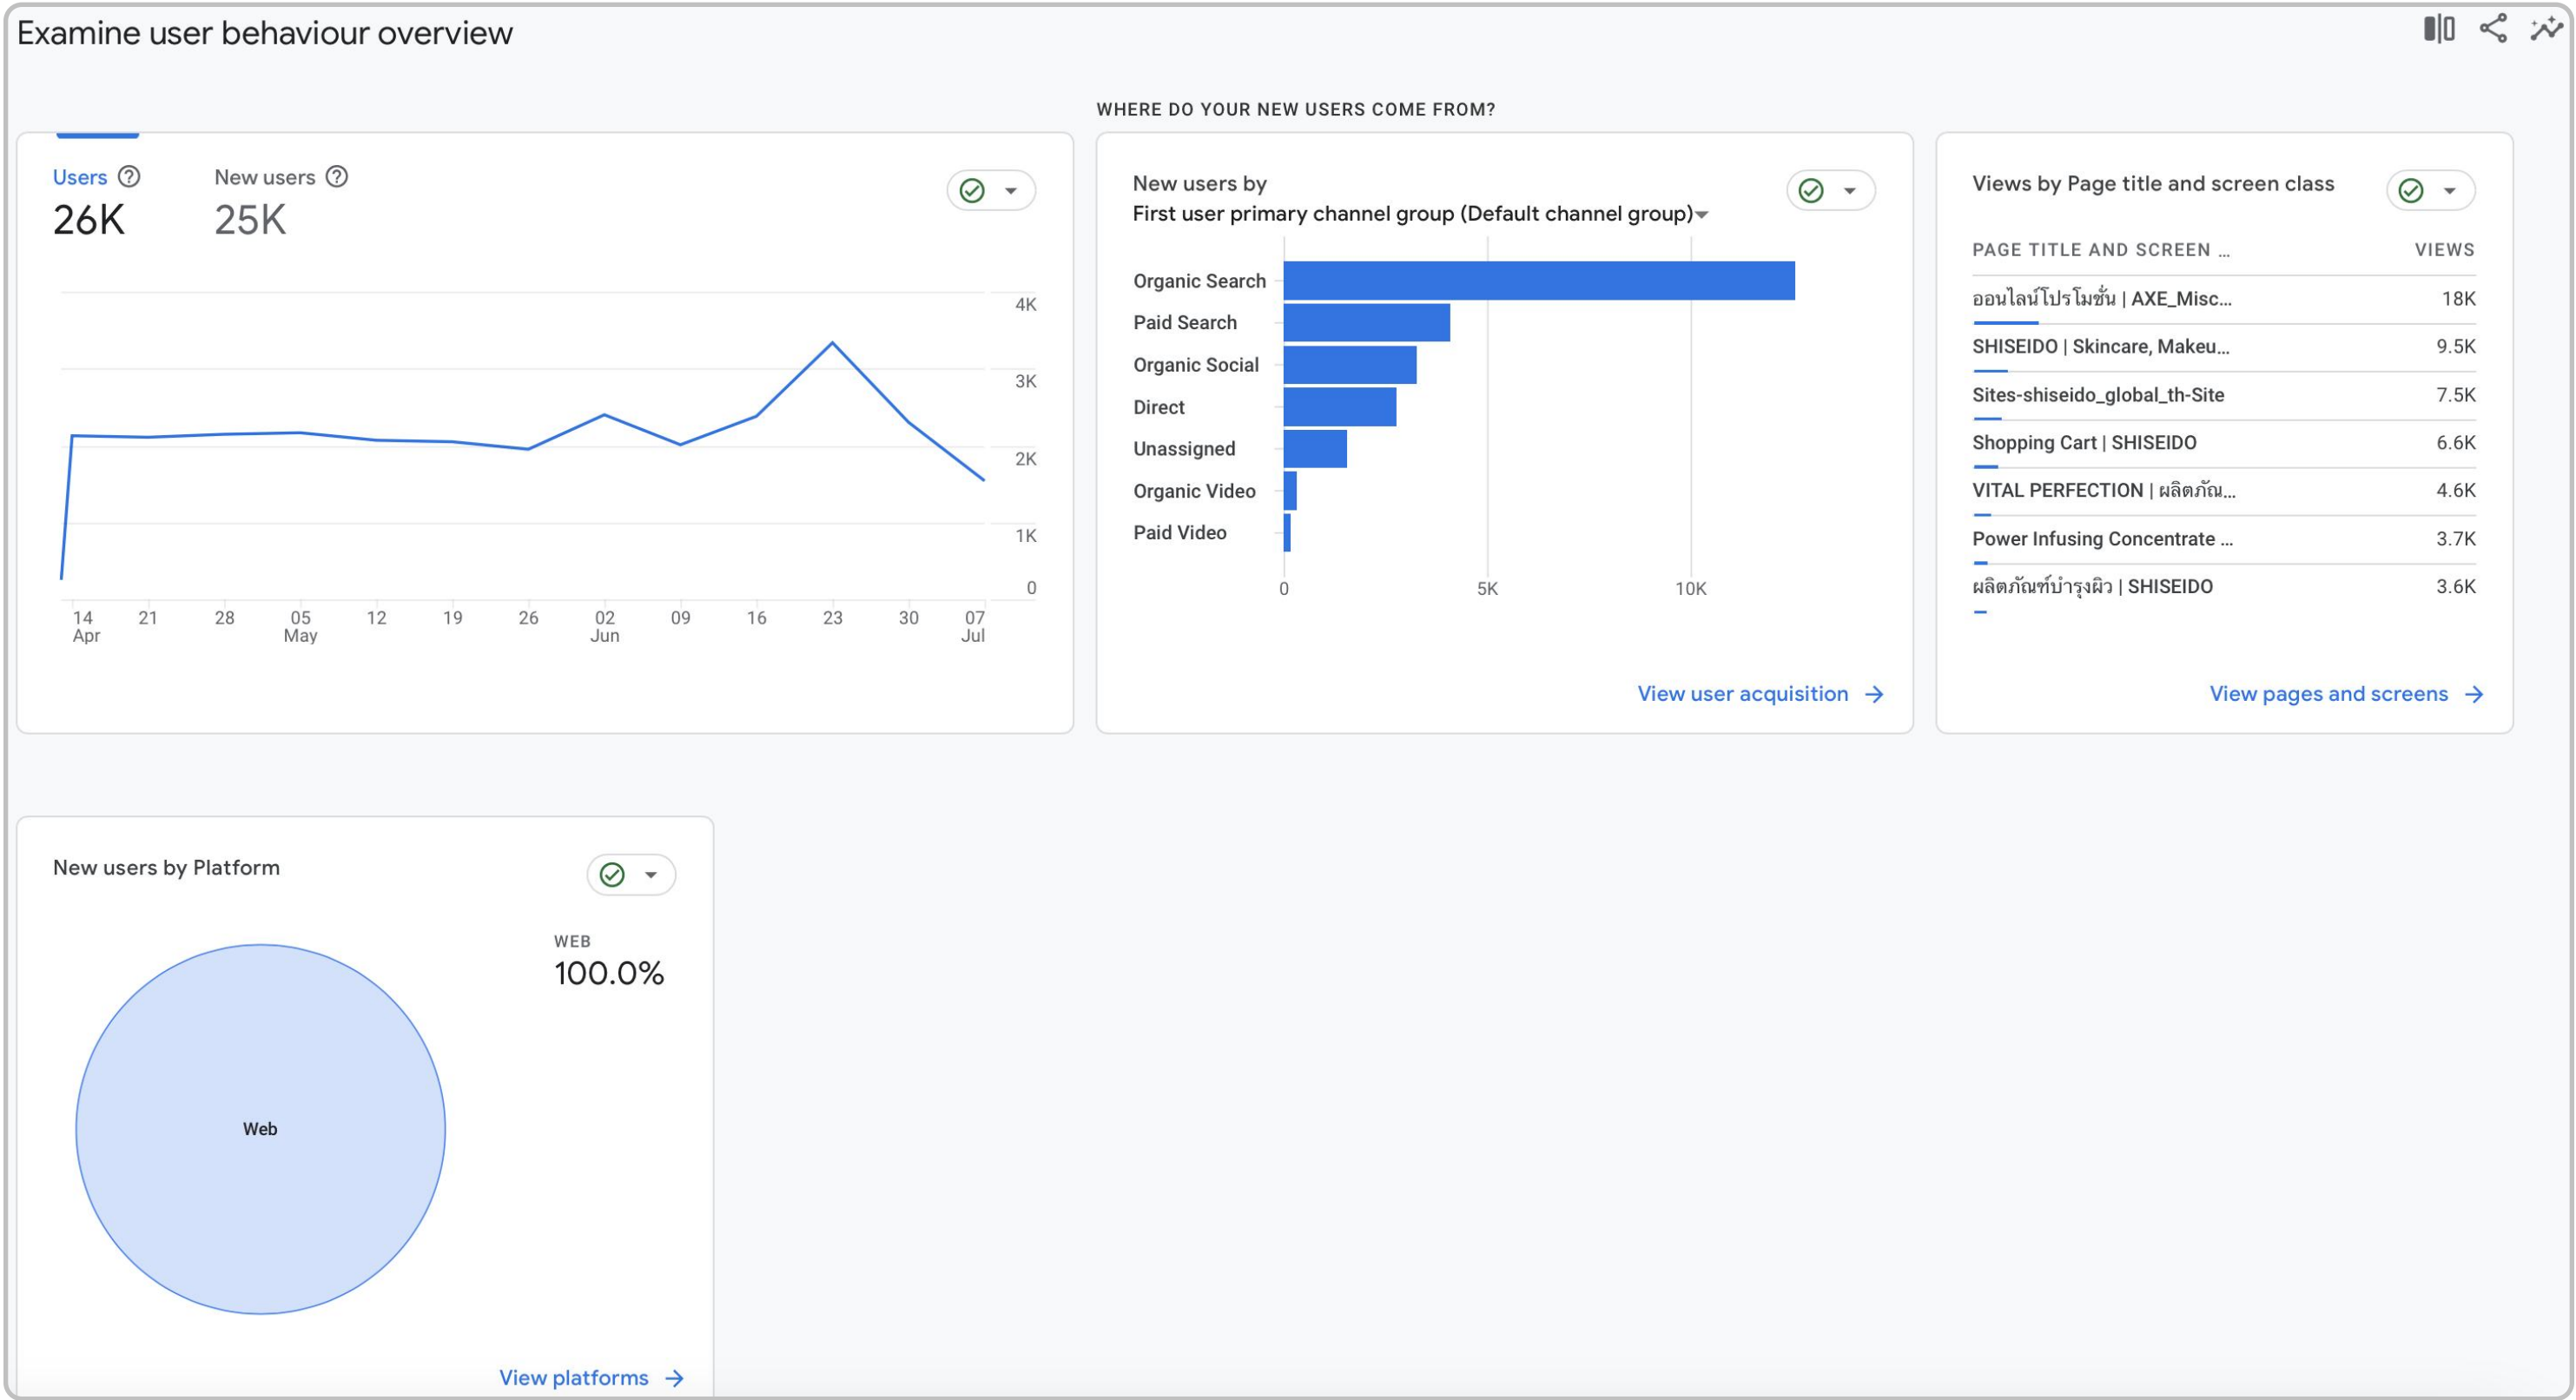 Examine user behaviour overview
WHERE DO YOUR NEW USERS COME FROM?
Users
New users
26K
25K
4K
3K
2K
1K
0
14 21 28 05 12 19 26 02 09 16 23 30 07
Apr May Jun Jul
New users by
First user primary channel group (Default channel group)
Organic Search
Paid Search
Organic Social
Direct
Unassigned
Organic Video
Paid Video
0 5K 10K
View user acquisition
Views by Page title and screen class
PAGE TITLE AND SCREEN … VIEWS
ออนไลน์โปรโมชั่น | AXE_Misc… 18K
SHISEIDO | Skincare, Makeu… 9.5K
Sites-shiseido_global_th-Site 7.5K
Shopping Cart | SHISEIDO 6.6K
VITAL PERFECTION | ผลิตภัณ… 4.6K
Power Infusing Concentrate … 3.7K
ผลิตภัณฑ์บำรุงผิว | SHISEIDO 3.6K
View pages and screens
New users by Platform
WEB
100.0%
Web
View platforms